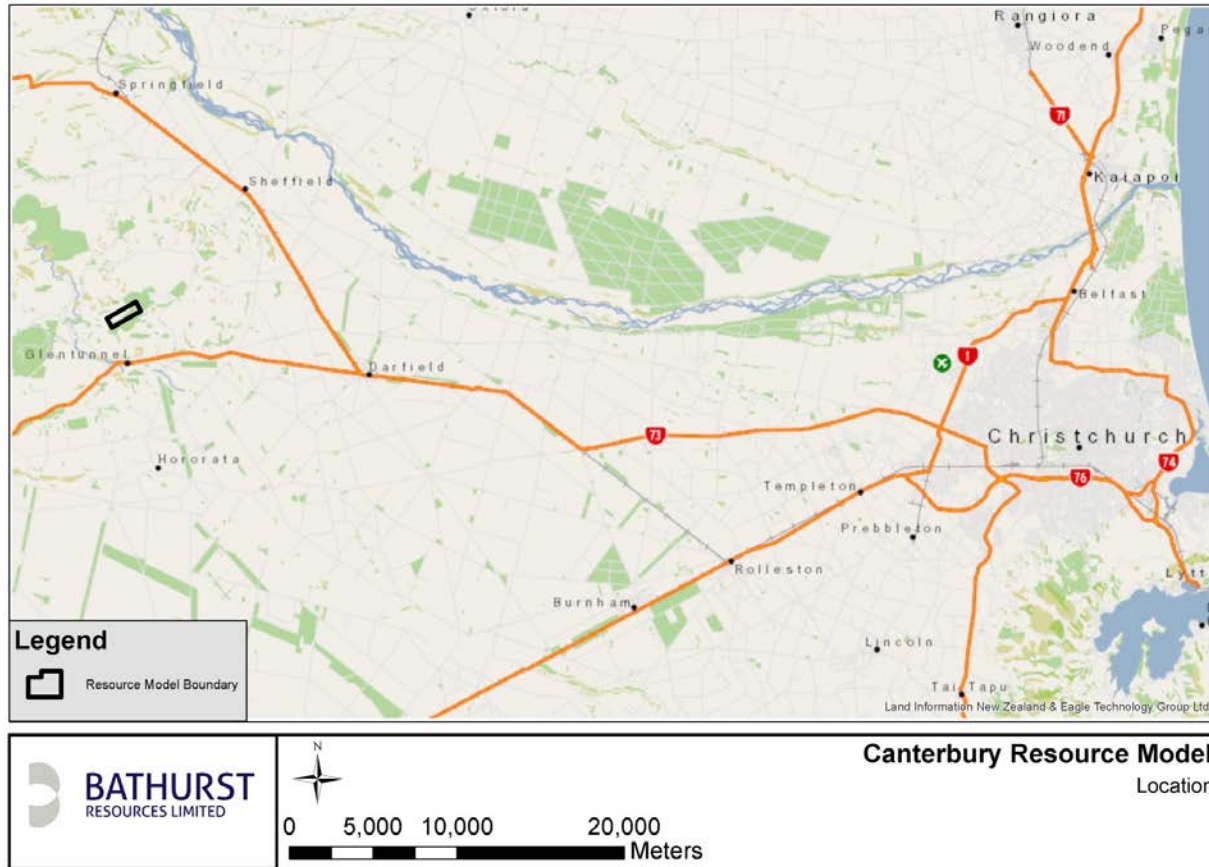 Rangiora
Woodend
Springfield
71
Sheffield
Kaiapoi
Belfast
Glentunnel
Darfield
1
73
Christchurch
Hororata
74
76
Templeton
Prebbleton
Rolleston
Burnham
Lincoln
Tai Tapu
Legend
Resource Model Boundary
Land Information New Zealand & Eagle Technology Group Ltd
BATHURST
RESOURCES LIMITED
N
0 5,000 10,000 20,000
Meters
Canterbury Resource Model
Location